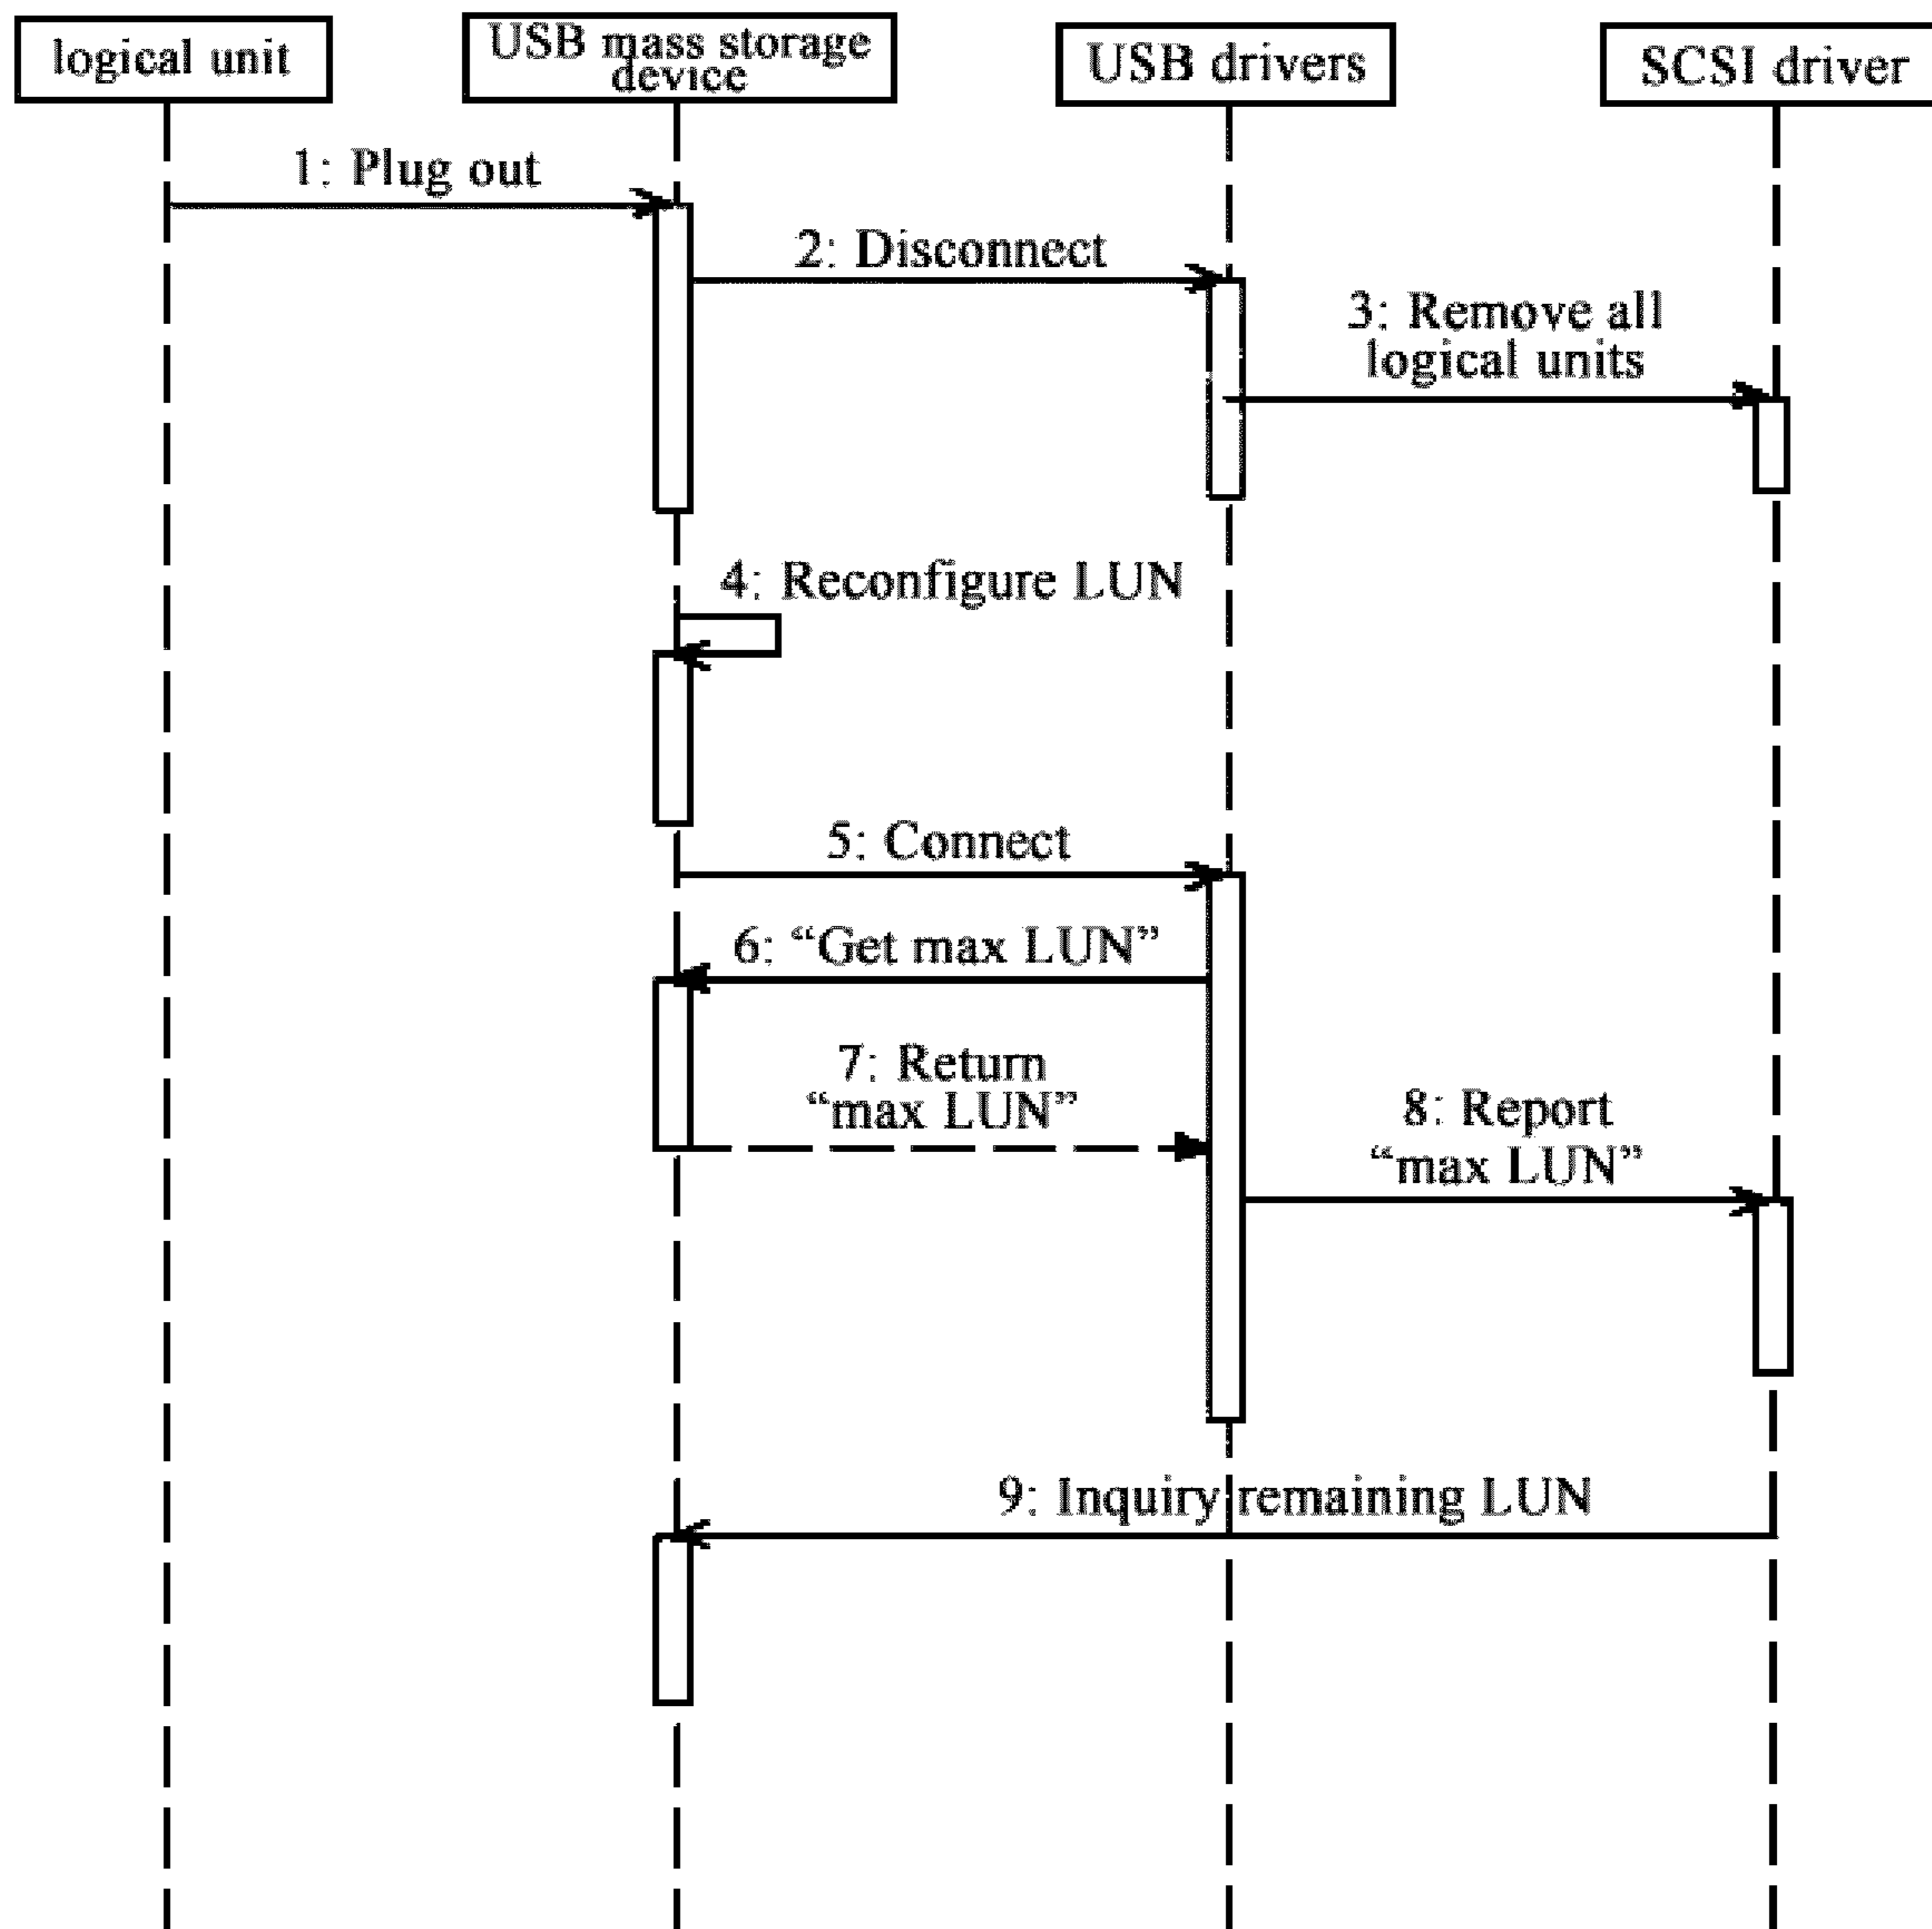 logical unit
USB mass storage
device
USB drivers
SCSI driver
1: Plug out
2: Disconnect
3: Remove all
logical units
4: Reconfigure LUN
5: Connect
6: “Get max LUN”
7: Return
“max LUN”
8: Report
“max LUN”
9: Inquiry remaining LUN